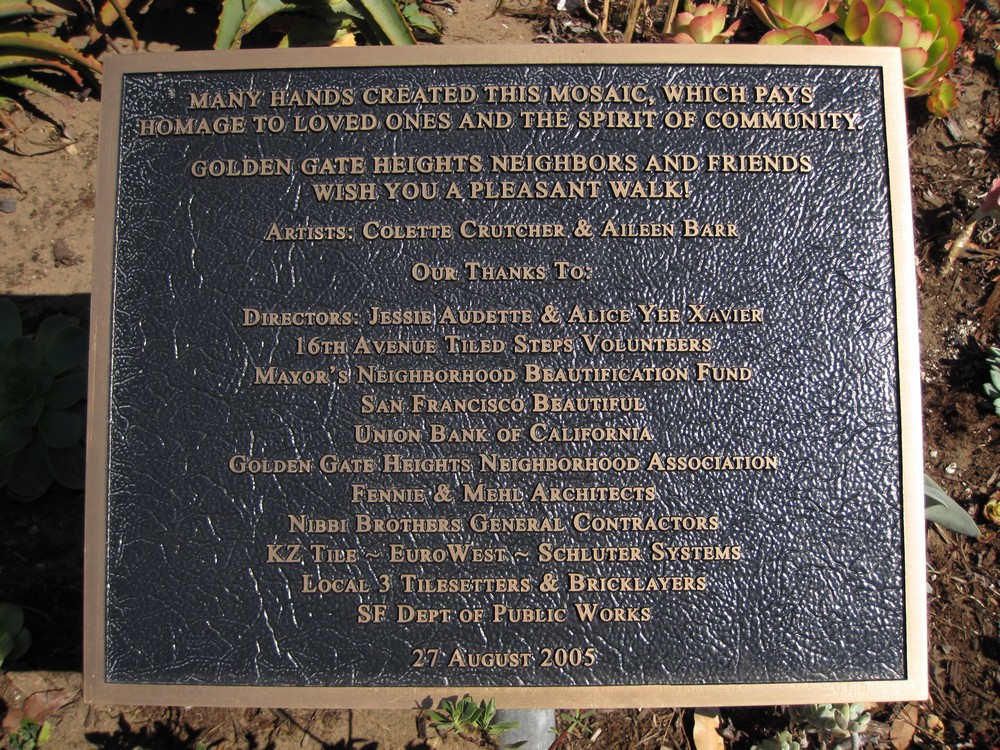 MANY HANDS CREATED THIS MOSAIC, WHICH PAYS
HOMAGE TO LOVED ONES AND THE SPIRIT OF COMMUNITY.
GOLDEN GATE HEIGHTS NEIGHBORS AND FRIENDS
WISH YOU A PLEASANT WALK!
ARTISTS: COLETTE CRUTCHER & AILEEN BARR
OUR THANKS TO:
DIRECTORS: JESSIE AUDETTE & ALICE YEE XAVIER
16TH AVENUE TILED STEPS VOLUNTEERS
MAYOR'S NEIGHBORHOOD BEAUTIFICATION FUND
SAN FRANCISCO BEAUTIFUL
UNION BANK OF CALIFORNIA
GOLDEN GATE HEIGHTS NEIGHBORHOOD ASSOCIATION
FENNIE & MEHL ARCHITECTS
NIBBI BROTHERS GENERAL CONTRACTORS
KZ TILE ~ EUROWEST ~ SCHLUTER SYSTEMS
LOCAL 3 TILESETTERS & BRICKLAYERS
SF DEPT OF PUBLIC WORKS
27 AUGUST 2005